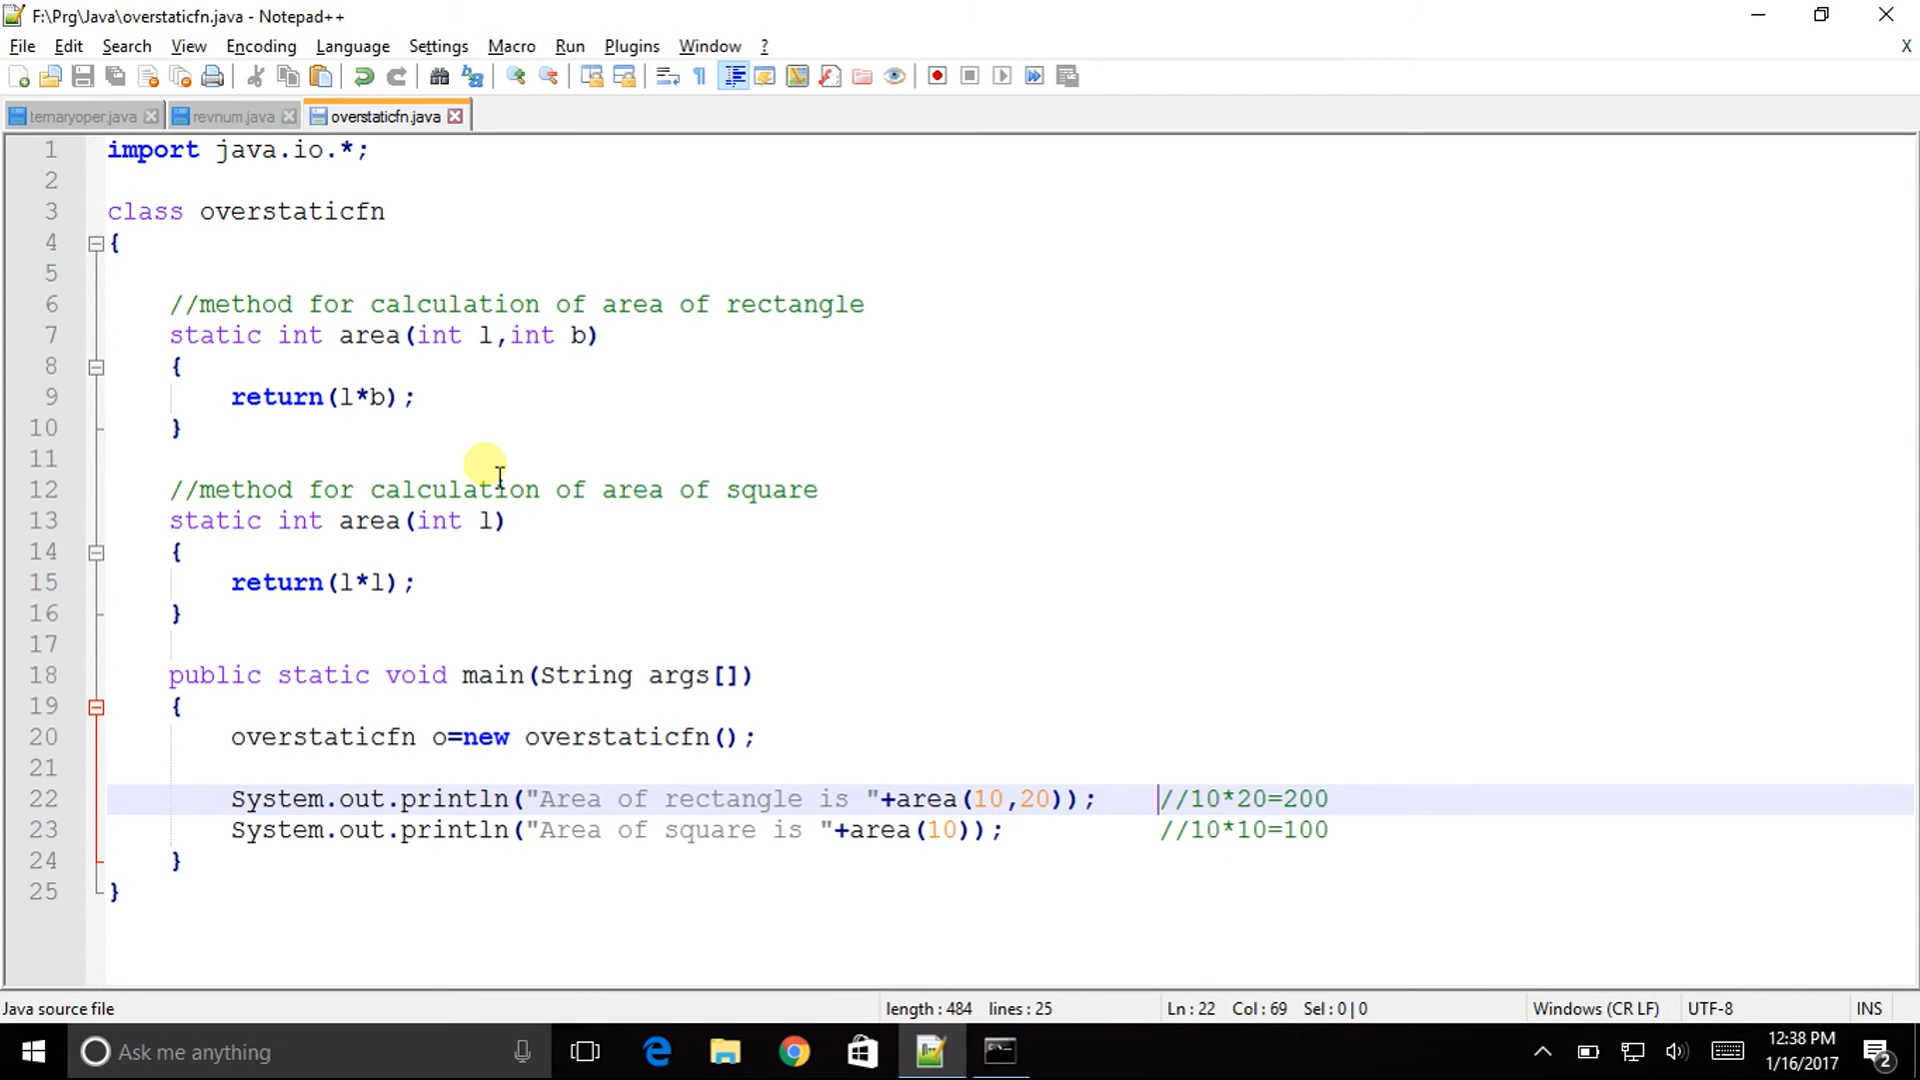 F:\Prg\Java\overstaticfn.java - Notepad++
File Edit Search View Encoding Language Settings Macro Run Plugins Window ? X
ternaryoper.java revnum.java overstaticfn.java
1 import java.io.*;
2
3 class overstaticfn
4 {
5
6 //method for calculation of area of rectangle
7 static int area(int l,int b)
8 {
9 return(l*b);
10 }
11
12 //method for calculation of area of square
13 static int area(int l)
14 {
15 return(l*l);
16 }
17
18 public static void main(String args[])
19 {
20 overstaticfn o=new overstaticfn();
21
22 System.out.println("Area of rectangle is "+area(10,20)); //10*20=200
23 System.out.println("Area of square is "+area(10)); //10*10=100
24 }
25 }
Java source file length : 484 lines : 25 Ln : 22 Col : 69 Sel : 0 | 0 Windows (CR LF) UTF-8 INS
Ask me anything
12:38 PM
1/16/2017
2